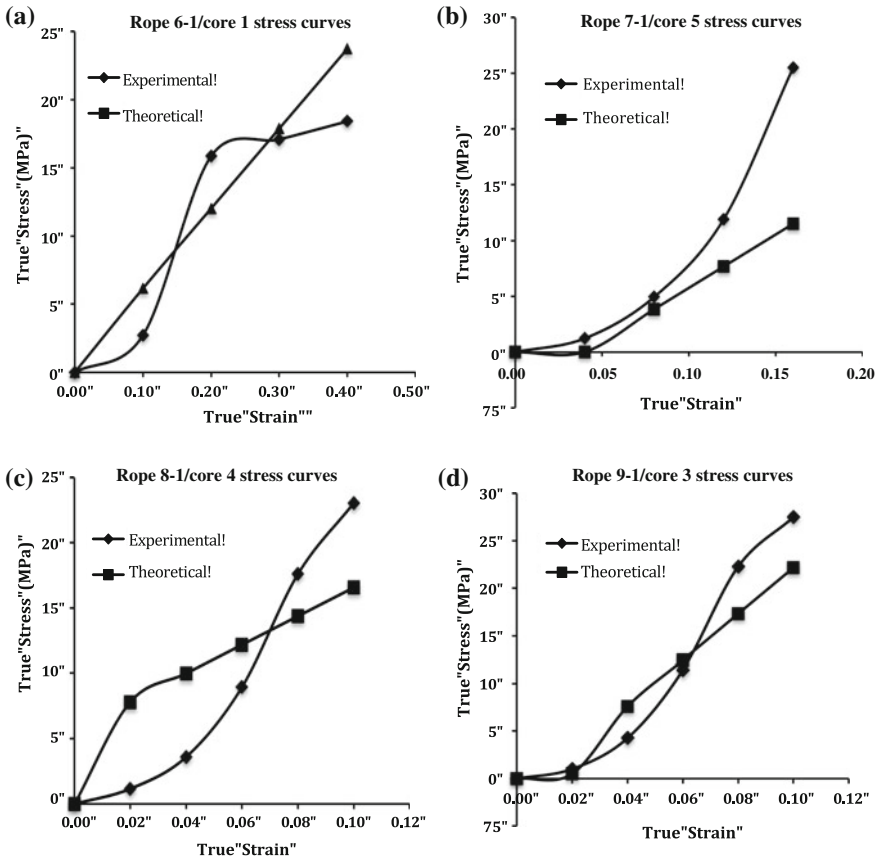 (a)
Rope 6-1/core 1 stress curves
25"
20"
15"
10"
5"
0"
True"Stress"(MPa)"
Experimental!
Theoretical!
0.00"
0.10"
0.20"
0.30"
0.40"
0.50"
True"Strain""
(b)
Rope 7-1/core 5 stress curves
30"
25"
20"
15"
10"
5"
0"
75"
True"Stress"(MPa)"
Experimental!
Theoretical!
0.00
0.05
0.10
0.15
0.20
True"Strain"
(c)
Rope 8-1/core 4 stress curves
25"
20"
15"
10"
5"
0"
True"Stress"(MPa)"
Experimental!
Theoretical!
0.00"
0.02"
0.04"
0.06"
0.08"
0.10"
0.12"
True"Strain"
(d)
Rope 9-1/core 3 stress curves
30"
25"
20"
15"
10"
5"
0"
75"
True"Stress"(MPa)"
Experimental!
Theoretical!
0.00"
0.02"
0.04"
0.06"
0.08"
0.10"
0.12"
True"Strain"